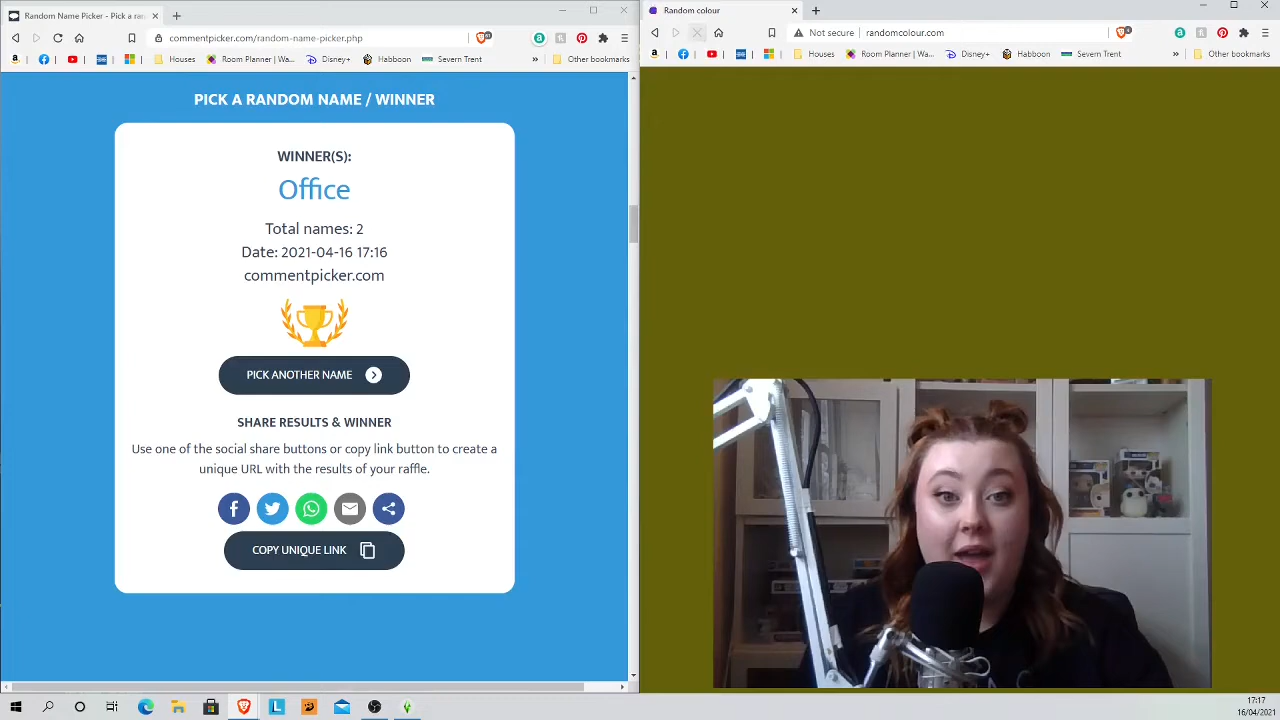 Random Name Picker - Pick a ran
commentpicker.com/random-name-picker.php
Houses
Room Planner | Wa...
Disney+
Habboon
Severn Trent
Other bookmarks
PICK A RANDOM NAME / WINNER
WINNER(S):
Office
Total names: 2
Date: 2021-04-16 17:16
commentpicker.com
PICK ANOTHER NAME
SHARE RESULTS & WINNER
Use one of the social share buttons or copy link button to create a
unique URL with the results of your raffle.
COPY UNIQUE LINK
Random colour
Not secure
randomcolour.com
Houses
Room Planner | Wa...
Disney+
Habboon
Severn Trent
Other bookmarks
17:17
16/04/2021